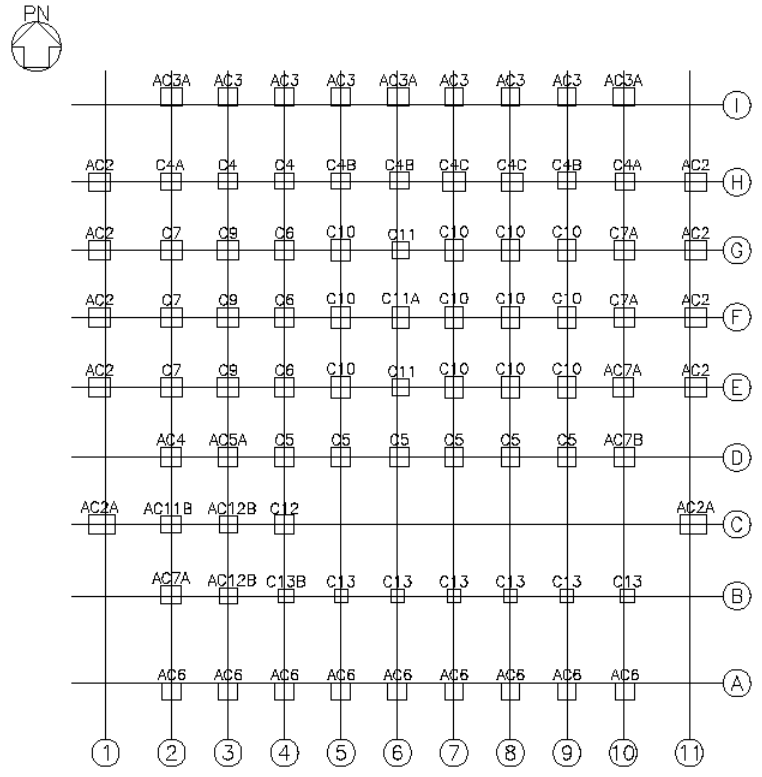 PN
AC3A AC3 AC3 AC3 AC3A AC3 AC3 AC3 AC3A
I
AC2 C4A C4 C4 C4B C4B C4C C4C C4B C4A AC2
H
AC2 C7 C9 C6 C10 C11 C10 C10 C10 C7A AC2
G
AC2 C7 C9 C6 C10 C11A C10 C10 C10 C7A AC2
F
AC2 C7 C9 C6 C10 C11 C10 C10 C10 AC7A AC2
E
AC4 AC5A C5 C5 C5 C5 C5 C5 AC7B
D
AC2A AC11B AC12B C12 AC2A
C
AC7A AC12B C13B C13 C13 C13 C13 C13 C13
B
AC6 AC6 AC6 AC6 AC6 AC6 AC6 AC6 AC6
A
1 2 3 4 5 6 7 8 9 10 11